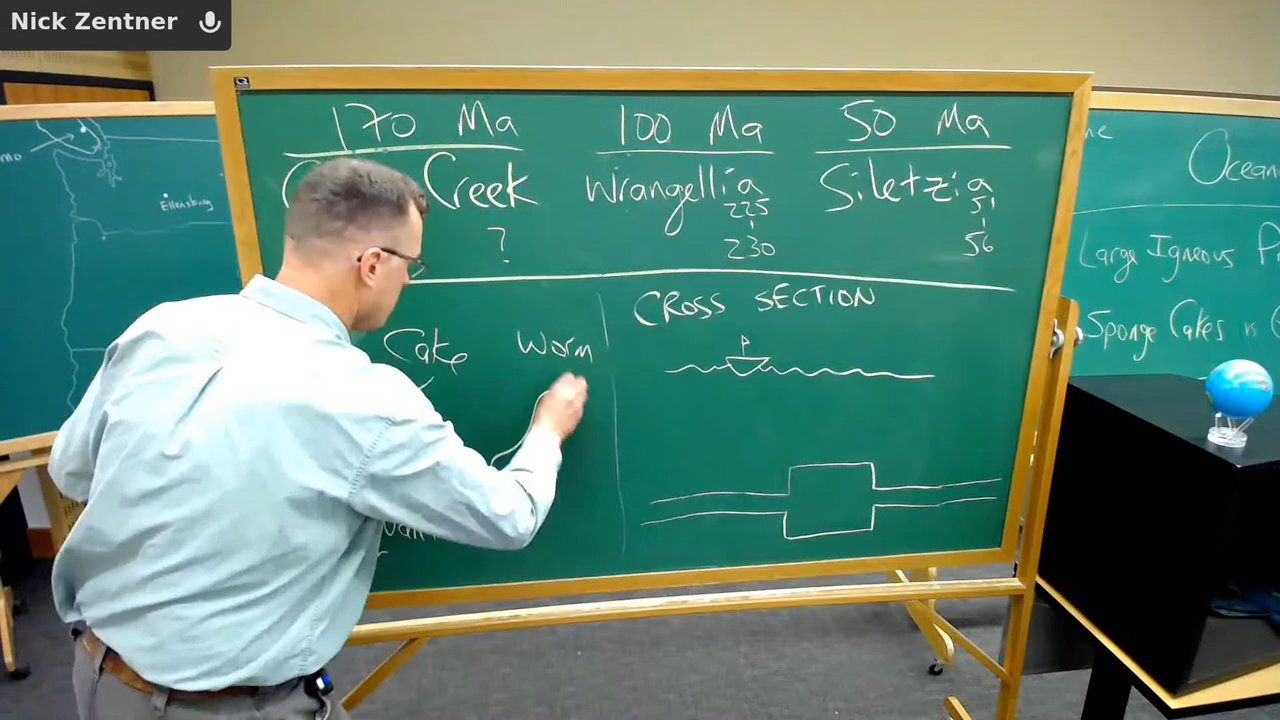 Nick Zentner
170 Ma
100 Ma
50 Ma
Creek
Wrangellia
Siletzia
?
225
230
51
56
CROSS SECTION
Cake
Worm
Ellensburg
Ocean
Large Igneous P
Sponge Cakes vs